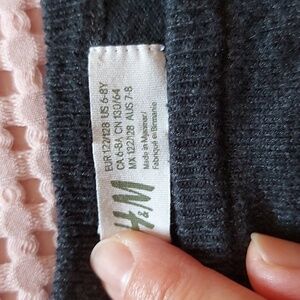 EUR 122/128 US 6-8Y
CA 6-8A CN 130/64
MX 122/128 AUS 7-8
Made in Myanmar/
Fabriqué en Birmanie
H&M